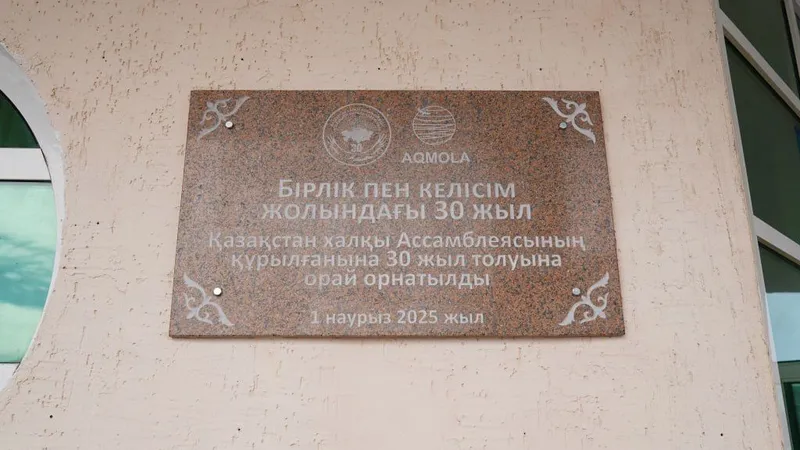 30
AQMOLA
БІРЛІК ПЕН КЕЛІСІМ
ЖОЛЫНДАҒЫ 30 ЖЫЛ
Қазақстан халқы Ассамблеясының
құрылғанына 30 жыл толуына
орай орнатылды
1 наурыз 2025 жыл